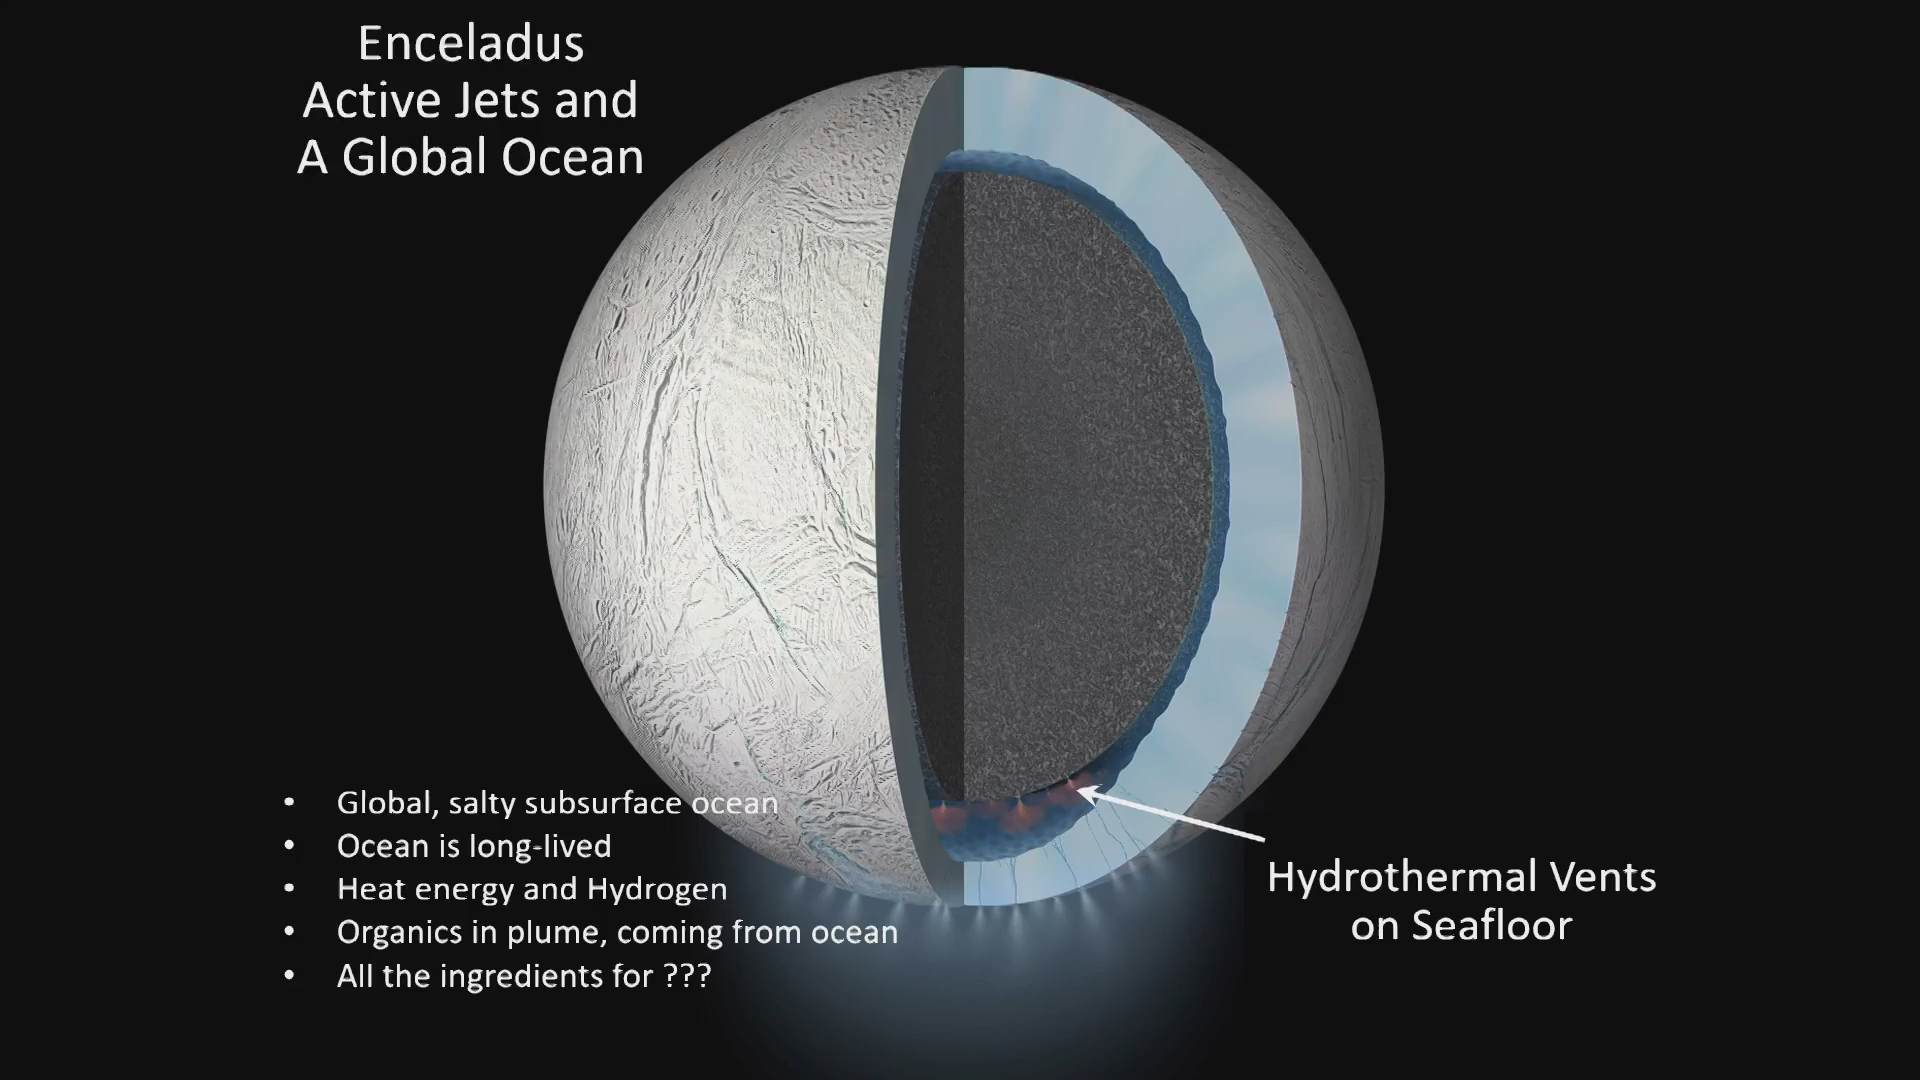 Enceladus
Active Jets and
A Global Ocean
• Global, salty subsurface ocean
• Ocean is long-lived
• Heat energy and Hydrogen
• Organics in plume, coming from ocean
• All the ingredients for ???
Hydrothermal Vents
on Seafloor